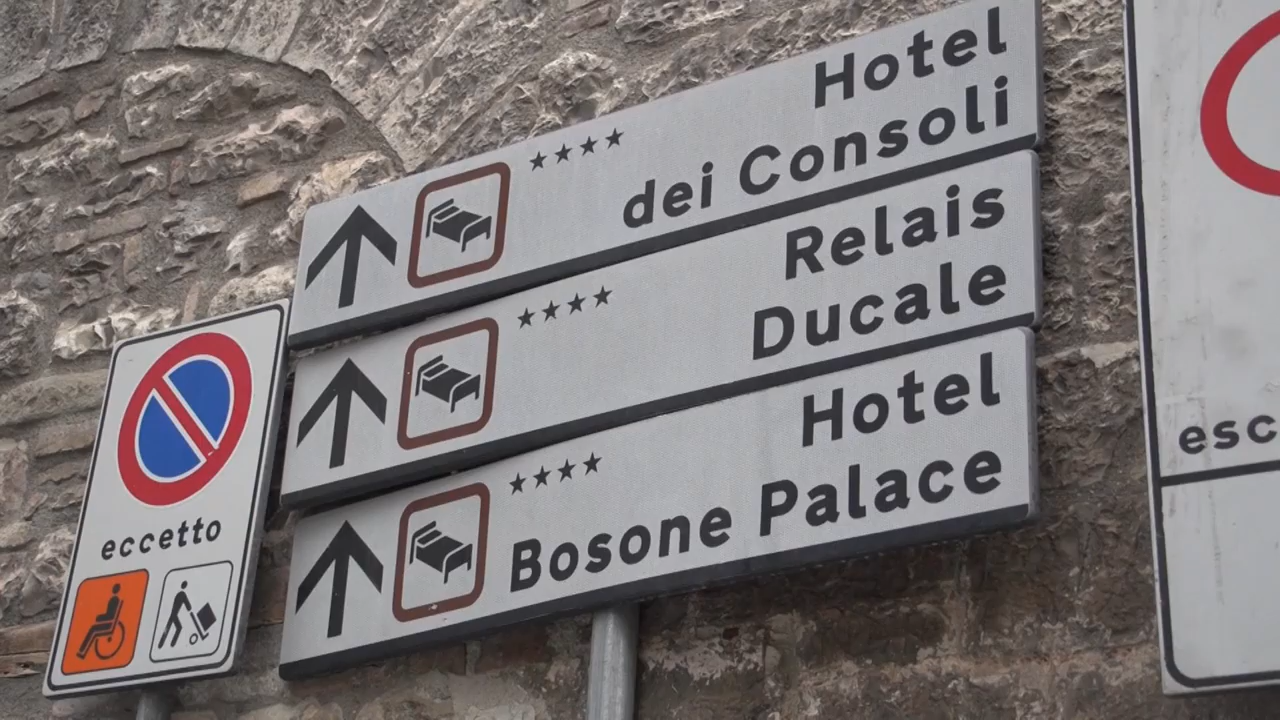 Hotel
dei Consoli
Relais
Ducale
Hotel
Bosone Palace
eccetto
esc